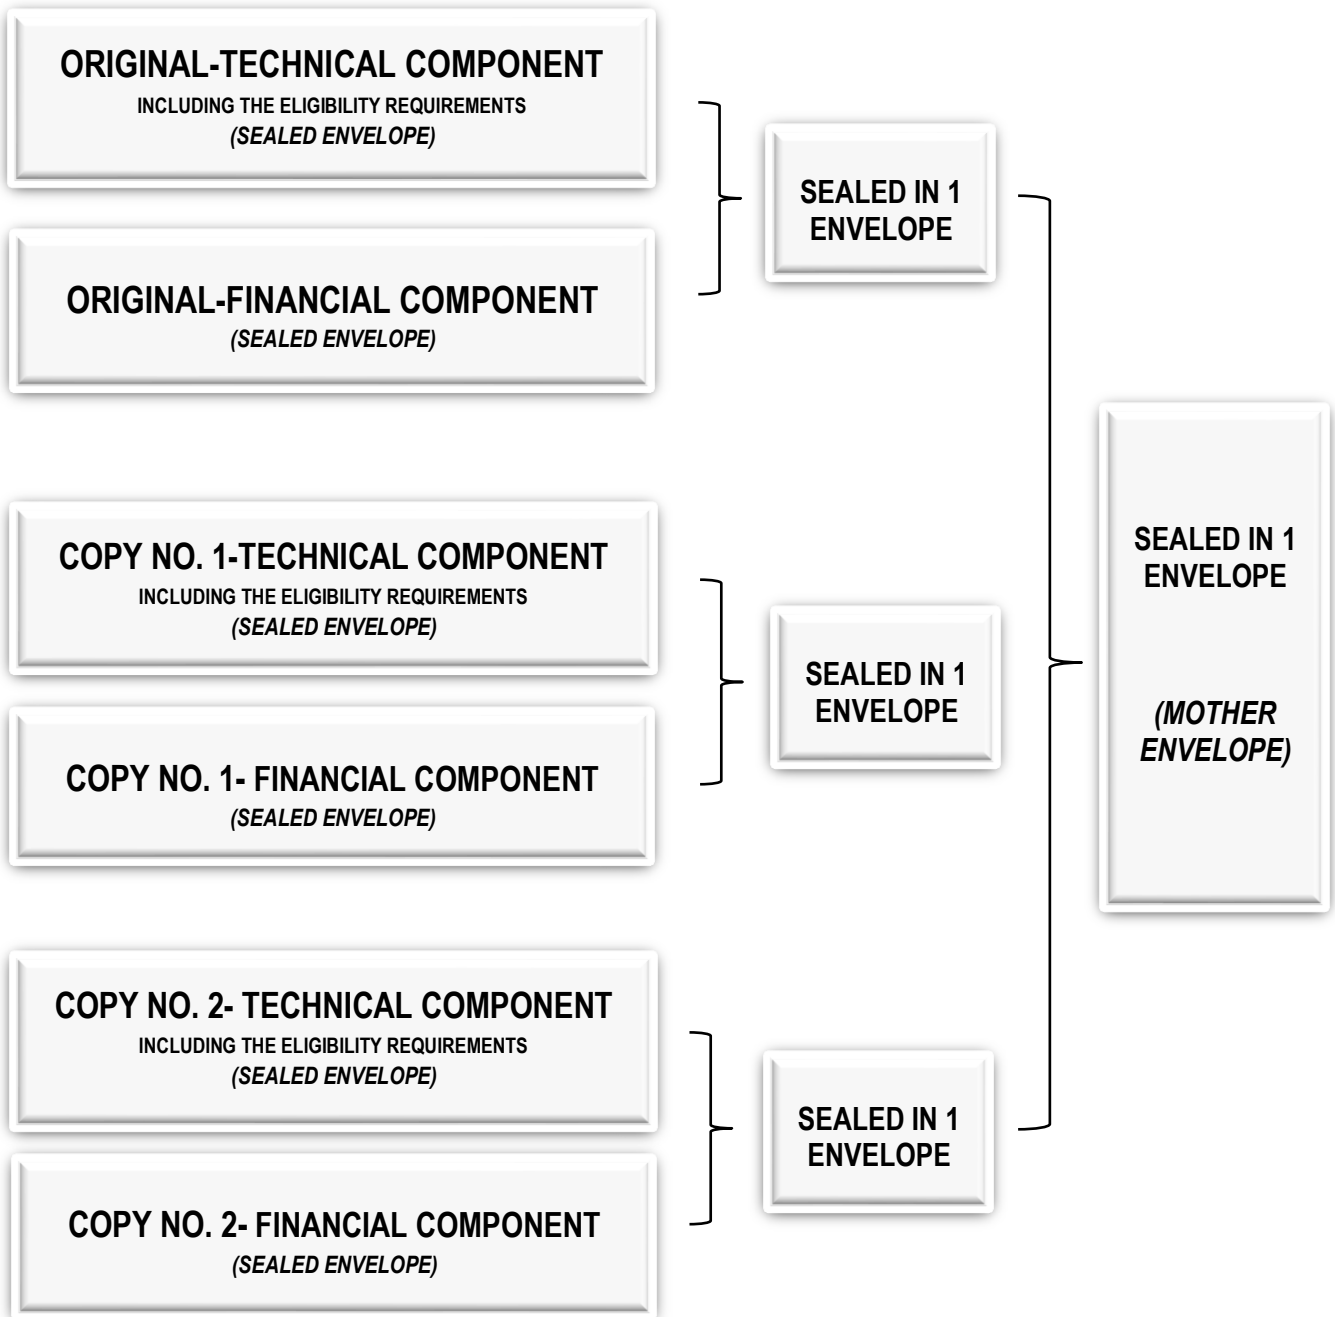 ORIGINAL-TECHNICAL COMPONENT
INCLUDING THE ELIGIBILITY REQUIREMENTS
(SEALED ENVELOPE)
ORIGINAL-FINANCIAL COMPONENT
(SEALED ENVELOPE)
SEALED IN 1
ENVELOPE
COPY NO. 1-TECHNICAL COMPONENT
INCLUDING THE ELIGIBILITY REQUIREMENTS
(SEALED ENVELOPE)
COPY NO. 1- FINANCIAL COMPONENT
(SEALED ENVELOPE)
SEALED IN 1
ENVELOPE
COPY NO. 2- TECHNICAL COMPONENT
INCLUDING THE ELIGIBILITY REQUIREMENTS
(SEALED ENVELOPE)
COPY NO. 2- FINANCIAL COMPONENT
(SEALED ENVELOPE)
SEALED IN 1
ENVELOPE
SEALED IN 1
ENVELOPE
(MOTHER
ENVELOPE)